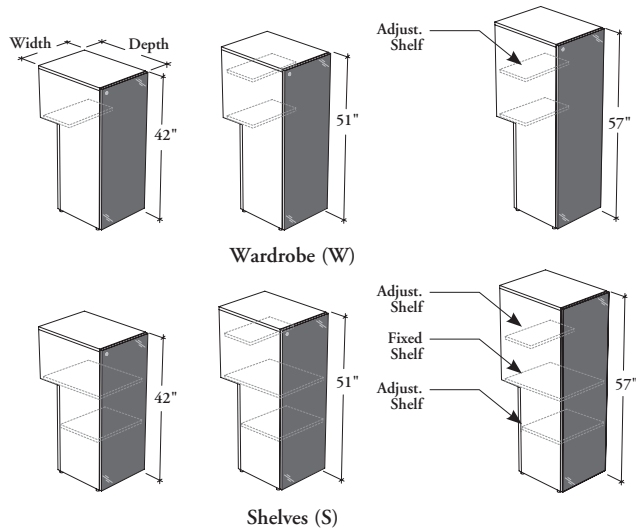 Width
Depth
42"
51"
Adjust.
Shelf
57"
Wardrobe (W)
42"
51"
Adjust.
Shelf
Fixed
Shelf
Adjust.
Shelf
57"
Shelves (S)